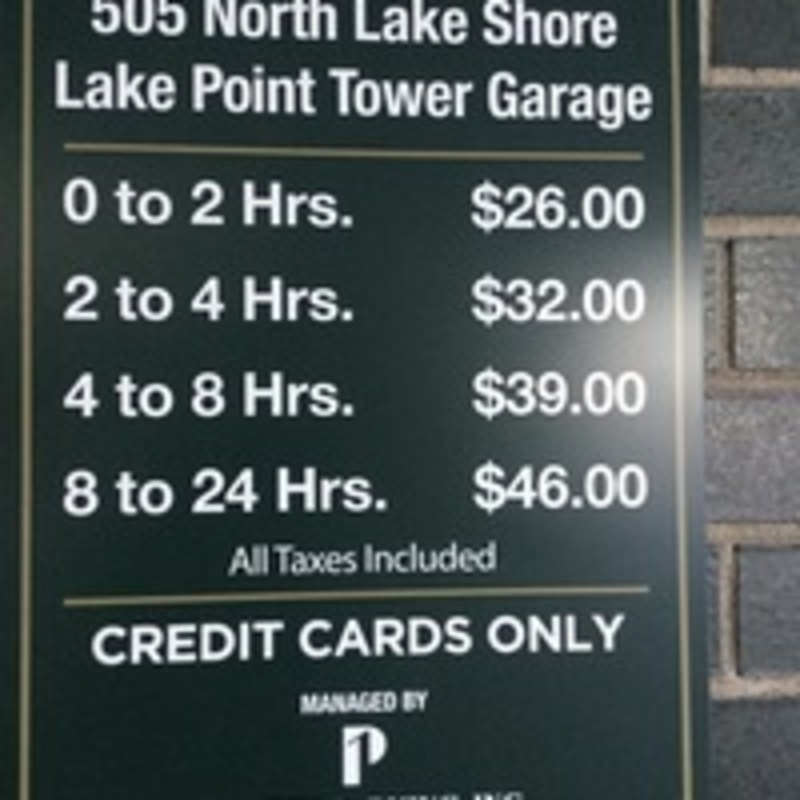 505 North Lake Shore
Lake Point Tower Garage
0 to 2 Hrs. $26.00
2 to 4 Hrs. $32.00
4 to 8 Hrs. $39.00
8 to 24 Hrs. $46.00
All Taxes Included
CREDIT CARDS ONLY
MANAGED BY
P